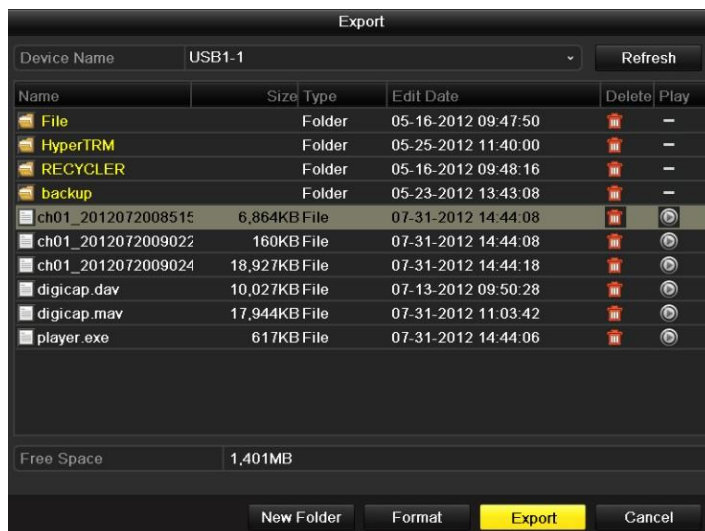 Export
Device Name USB1-1 Refresh
Name Size Type Edit Date Delete Play
File Folder 05-16-2012 09:47:50 –
HyperTRM Folder 05-25-2012 11:40:00 –
RECYCLER Folder 05-16-2012 09:48:16 –
backup Folder 05-23-2012 13:43:08 –
ch01_2012072008515 6,864KB File 07-31-2012 14:44:08
ch01_2012072009022 160KB File 07-31-2012 14:44:08
ch01_2012072009024 18,927KB File 07-31-2012 14:44:18
digicap.dav 10,027KB File 07-13-2012 09:50:28
digicap.mav 17,944KB File 07-31-2012 11:03:42
player.exe 617KB File 07-31-2012 14:44:06
Free Space 1,401MB
New Folder Format Export Cancel